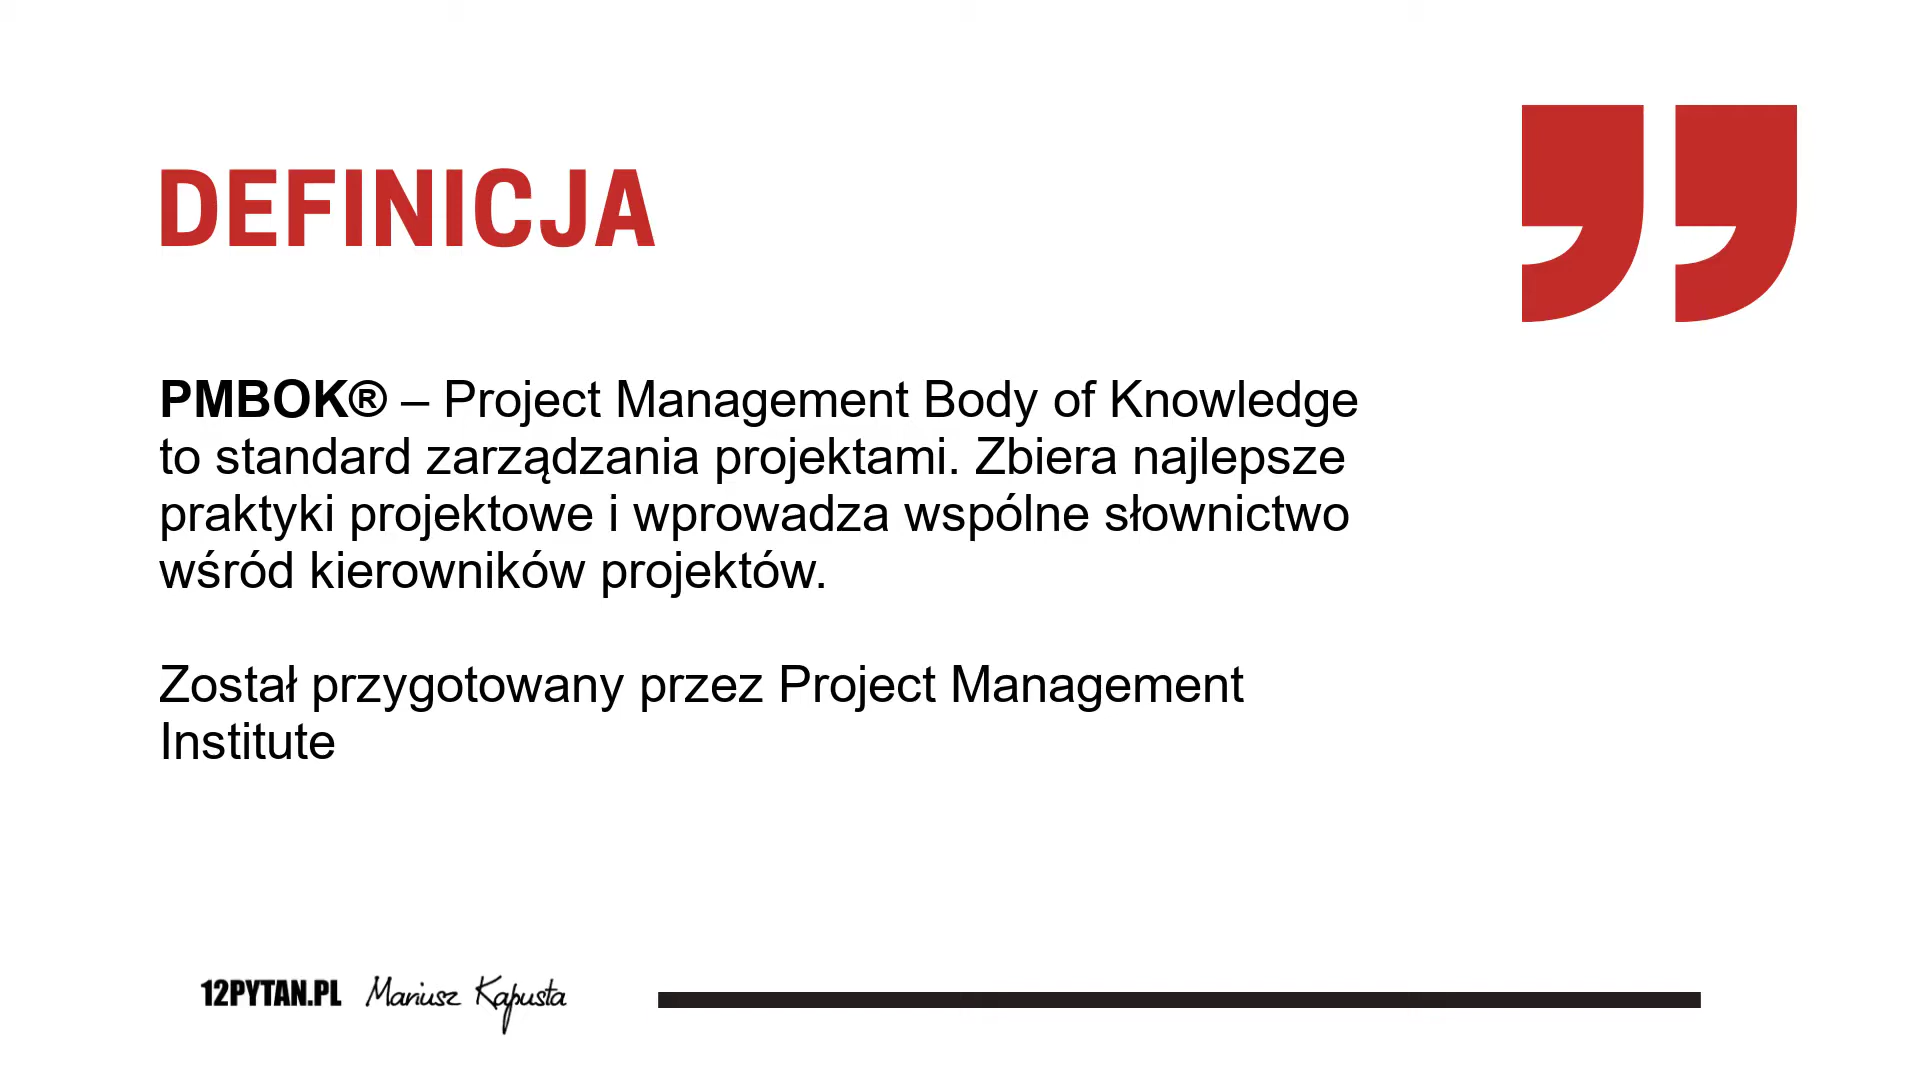 DEFINICJA
PMBOK® – Project Management Body of Knowledge
to standard zarządzania projektami. Zbiera najlepsze
praktyki projektowe i wprowadza wspólne słownictwo
wśród kierowników projektów.
Został przygotowany przez Project Management
Institute
12PYTAN.PL Mariusz Kapusta